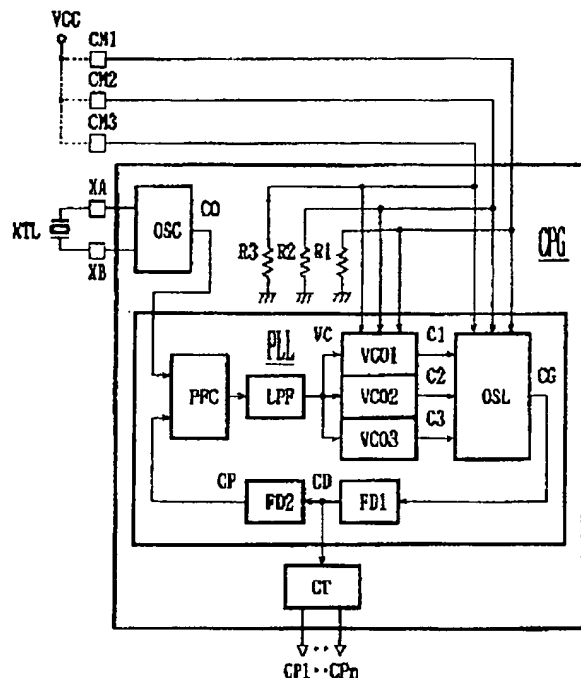 VCC
CM1
CM2
CM3
XA
CO
XTL
OSC
XB
R3
R2
R1
CPG
PLL
VC
VCO1
C1
PFC
LPF
VCO2
C2
OSL
CG
VCO3
C3
CP
FD2
CD
FD1
CT
CP1··CPn